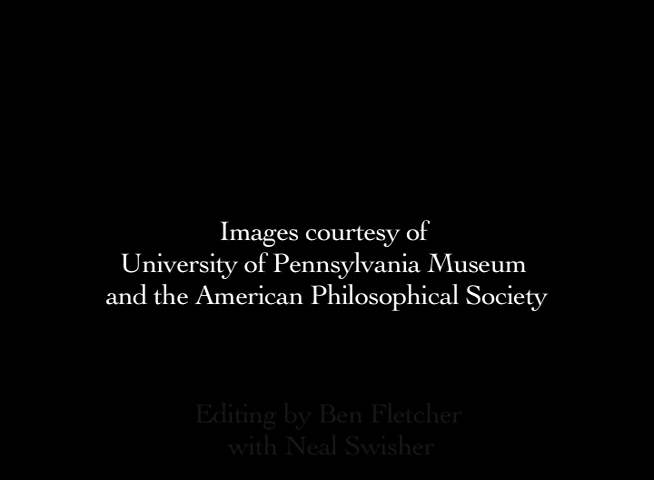 Images courtesy of
University of Pennsylvania Museum
and the American Philosophical Society
Editing by Ben Fletcher
with Neal Swisher